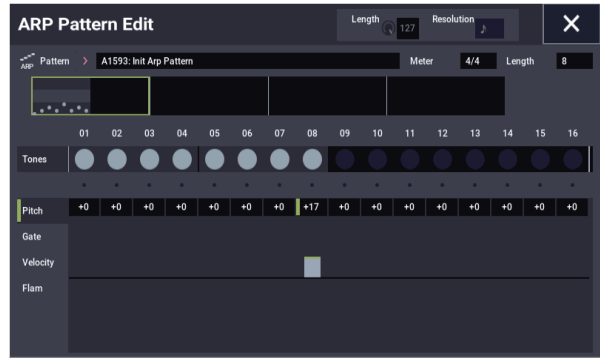 ARP Pattern Edit
Length 127 Resolution ♪ X
ARP Pattern > A1593: Init Arp Pattern Meter 4/4 Length 8
01 02 03 04 05 06 07 08 09 10 11 12 13 14 15 16
Tones
Pitch +0 +0 +0 +0 +0 +0 +0 +17 +0 +0 +0 +0 +0 +0 +0 +0
Gate
Velocity
Flam